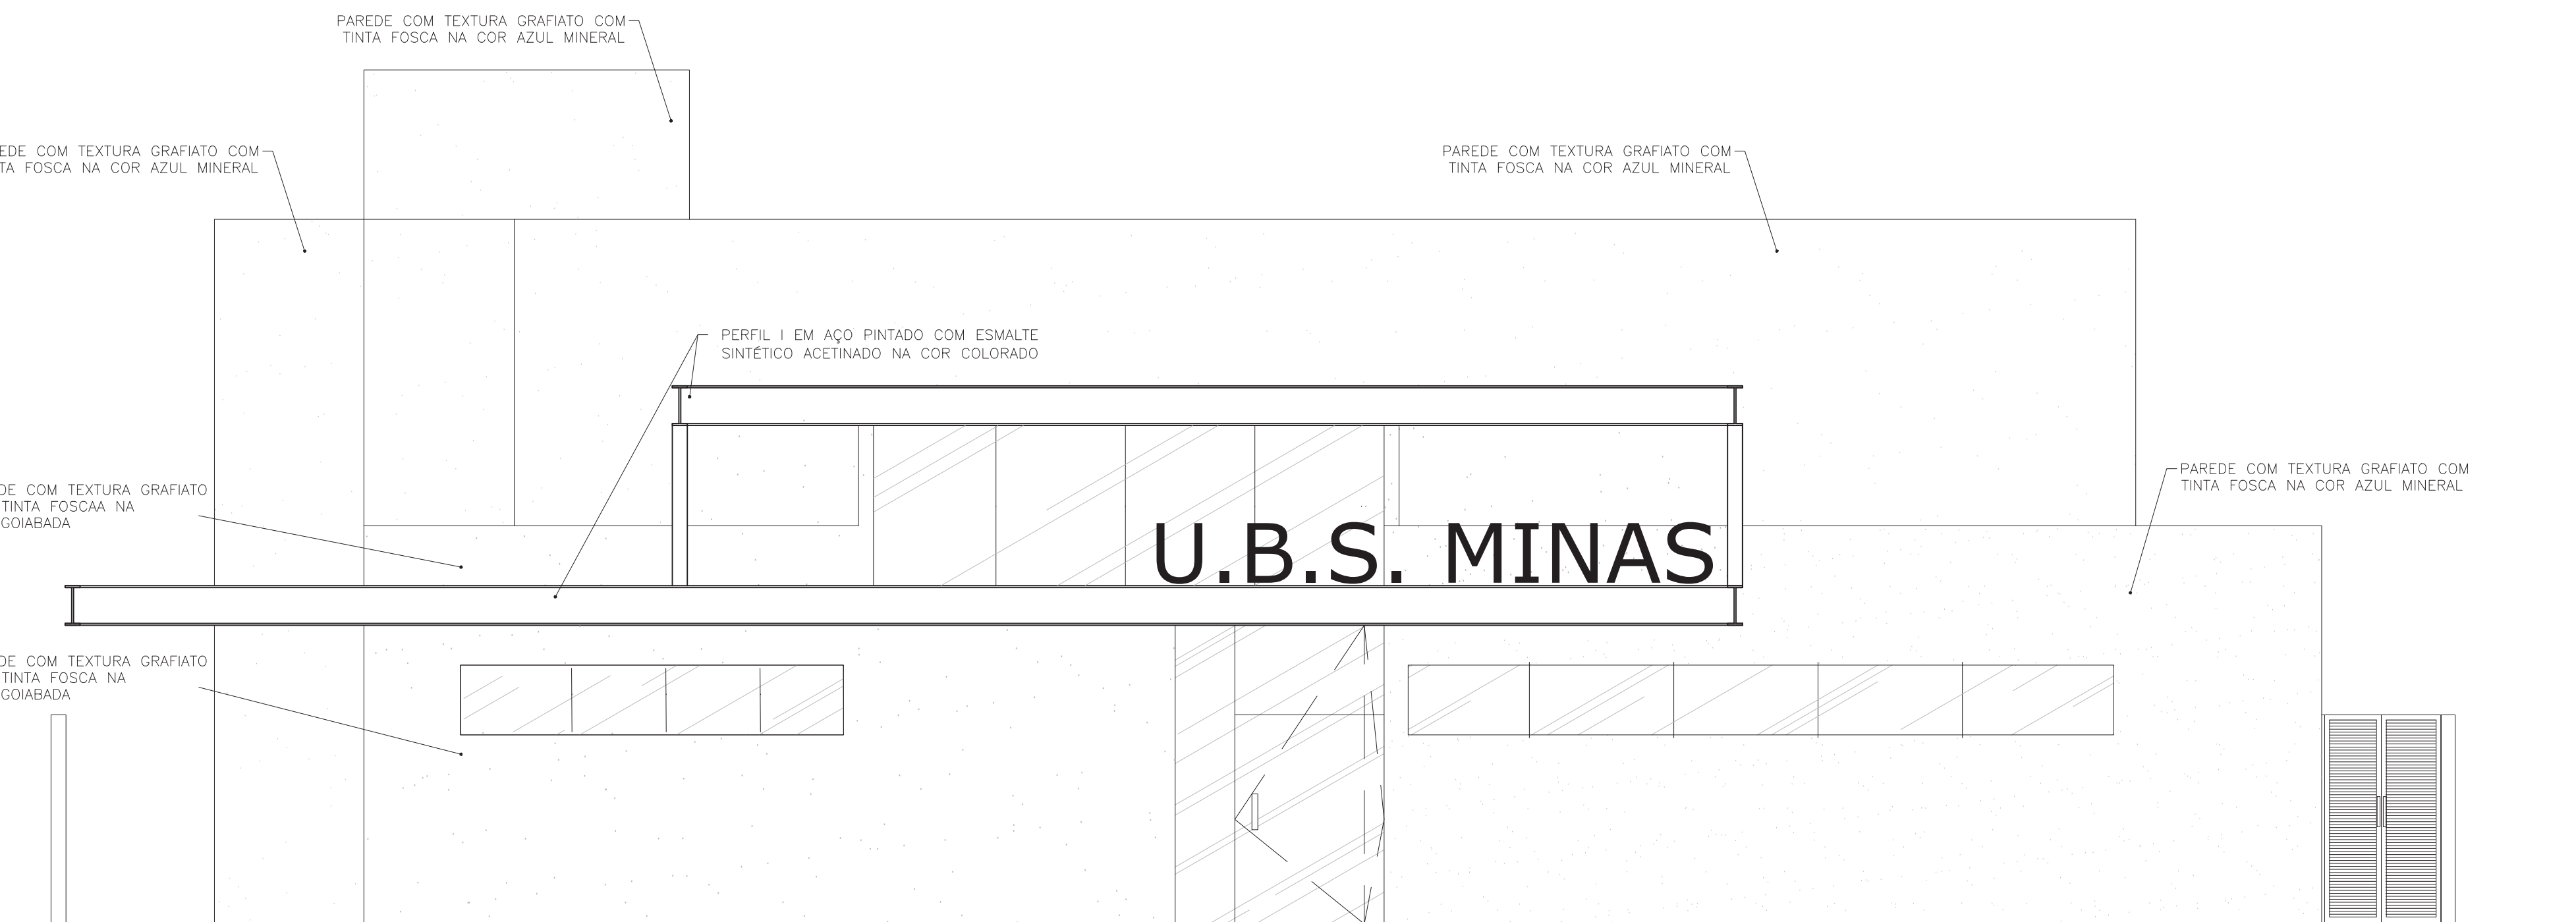 PAREDE COM TEXTURA GRAFIATO COM
TINTA FOSCA NA COR AZUL MINERAL
EDE COM TEXTURA GRAFIATO COM
TA FOSCA NA COR AZUL MINERAL
PAREDE COM TEXTURA GRAFIATO COM
TINTA FOSCA NA COR AZUL MINERAL
PERFIL I EM AÇO PINTADO COM ESMALTE
SINTÉTICO ACETINADO NA COR COLORADO
PAREDE COM TEXTURA GRAFIATO COM
TINTA FOSCA NA COR AZUL MINERAL
DE COM TEXTURA GRAFIATO
TINTA FOSCAA NA
GOIABADA
U.B.S. MINAS
DE COM TEXTURA GRAFIATO
TINTA FOSCA NA
GOIABADA